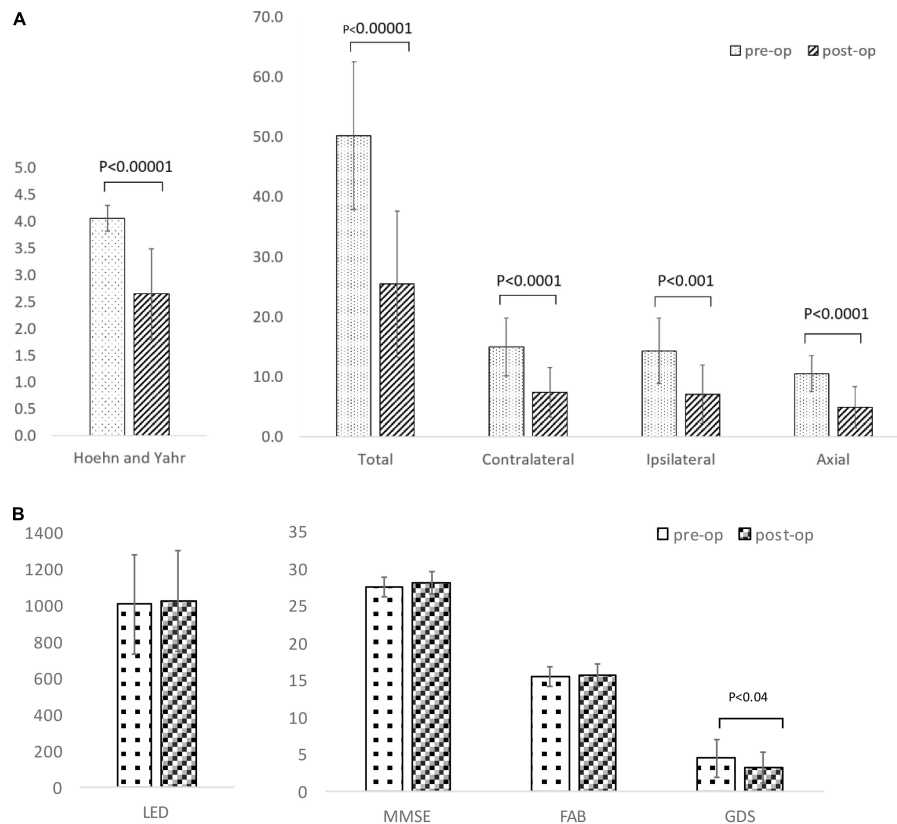 A
70.0
P<0.00001
pre-op post-op
60.0
50.0
40.0
30.0
20.0
10.0
0.0
P<0.0001
P<0.001
P<0.0001
Total Contralateral Ipsilateral Axial
5.0
4.5
4.0
3.5
3.0
2.5
2.0
1.5
1.0
0.5
0.0
P<0.00001
Hoehn and Yahr
B
1400
1200
1000
800
600
400
200
0
LED
35
30
25
20
15
10
5
0
pre-op post-op
P<0.04
MMSE FAB GDS